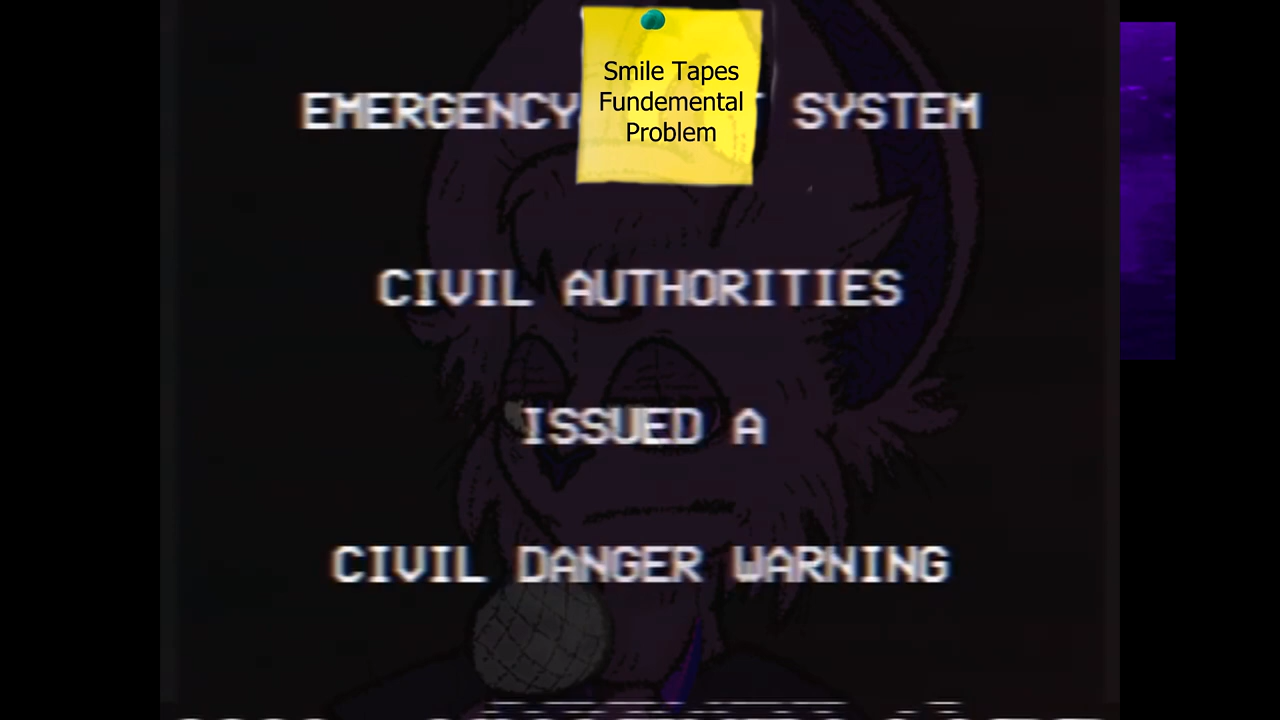 Smile Tapes
Fundemental
Problem
EMERGENCY SYSTEM
CIVIL AUTHORITIES
ISSUED A
CIVIL DANGER WARNING